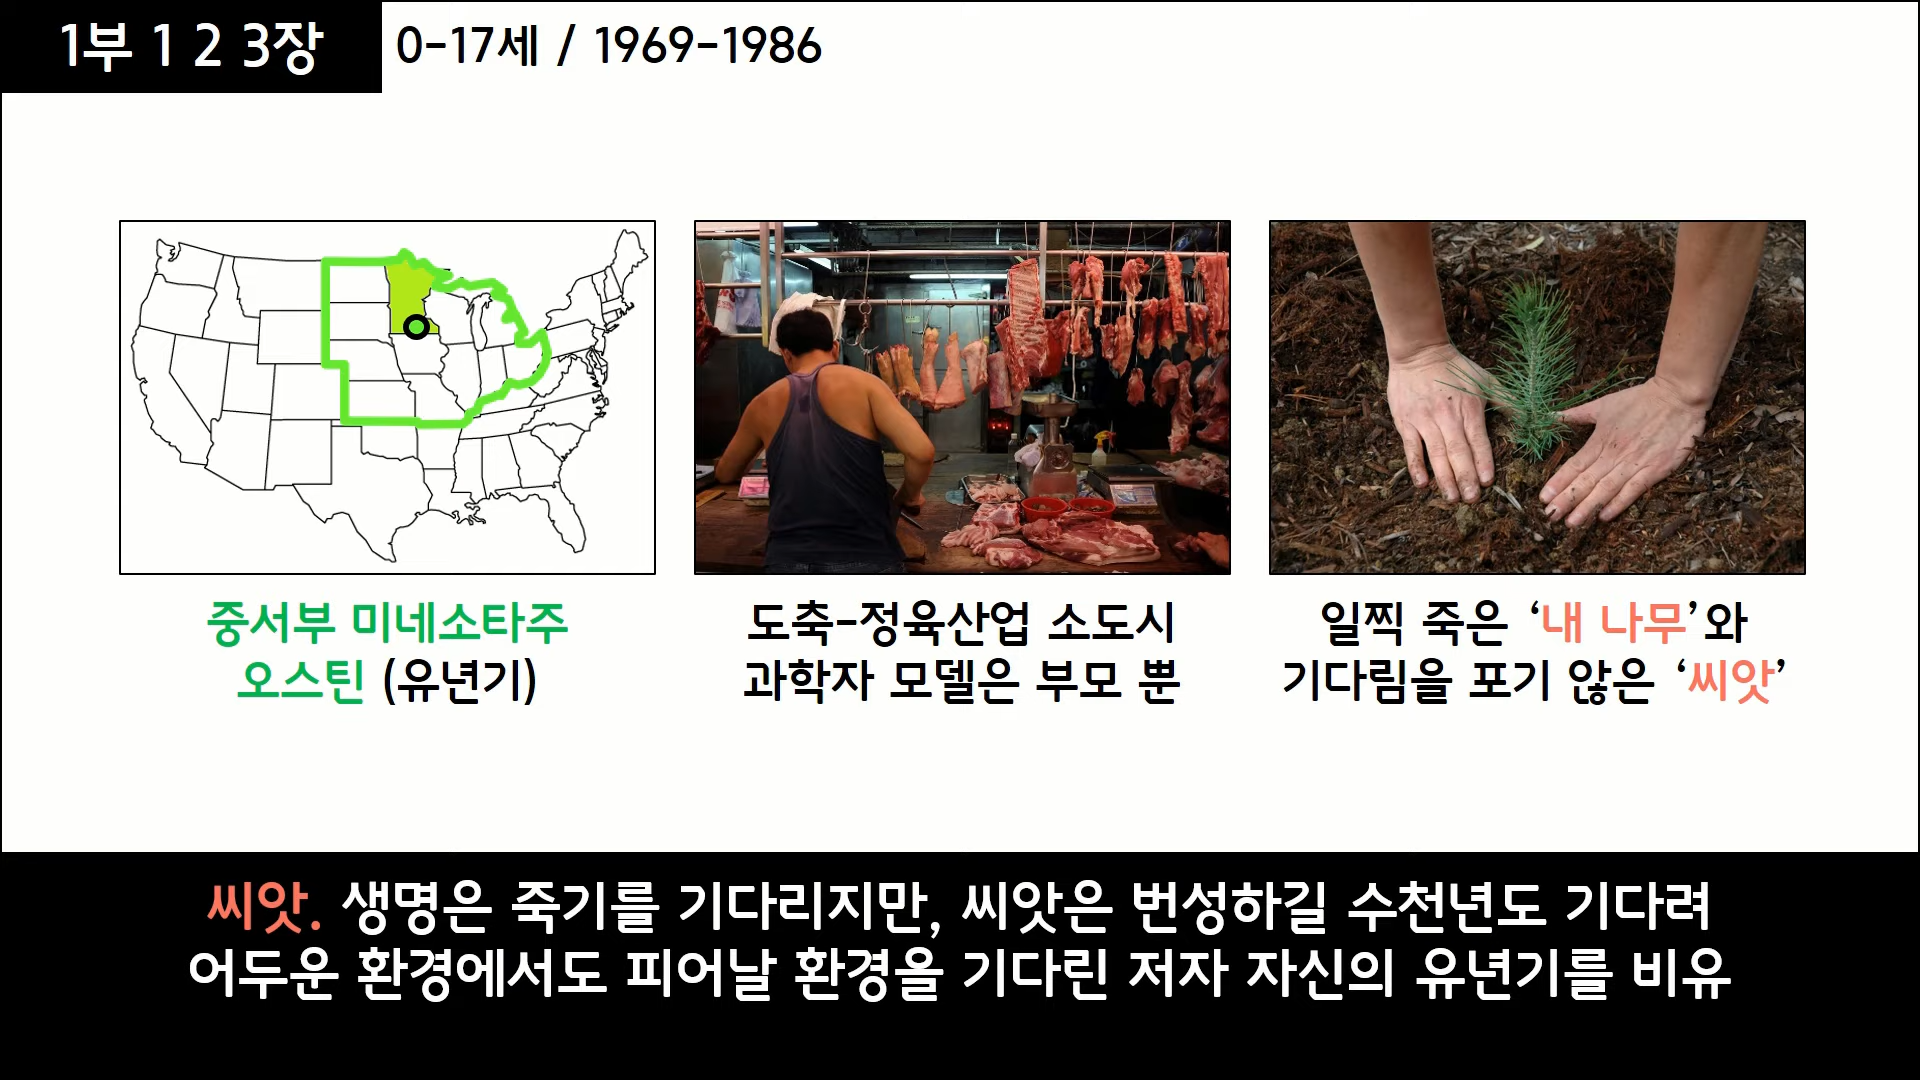 1부 1 2 3장
0-17세 / 1969-1986
중서부 미네소타주
오스틴 (유년기)
도축-정육산업 소도시
과학자 모델은 부모 뿐
일찍 죽은 ‘내 나무’와
기다림을 포기 않은 ‘씨앗’
씨앗. 생명은 죽기를 기다리지만, 씨앗은 번성하길 수천년도 기다려
어두운 환경에서도 피어날 환경을 기다린 저자 자신의 유년기를 비유